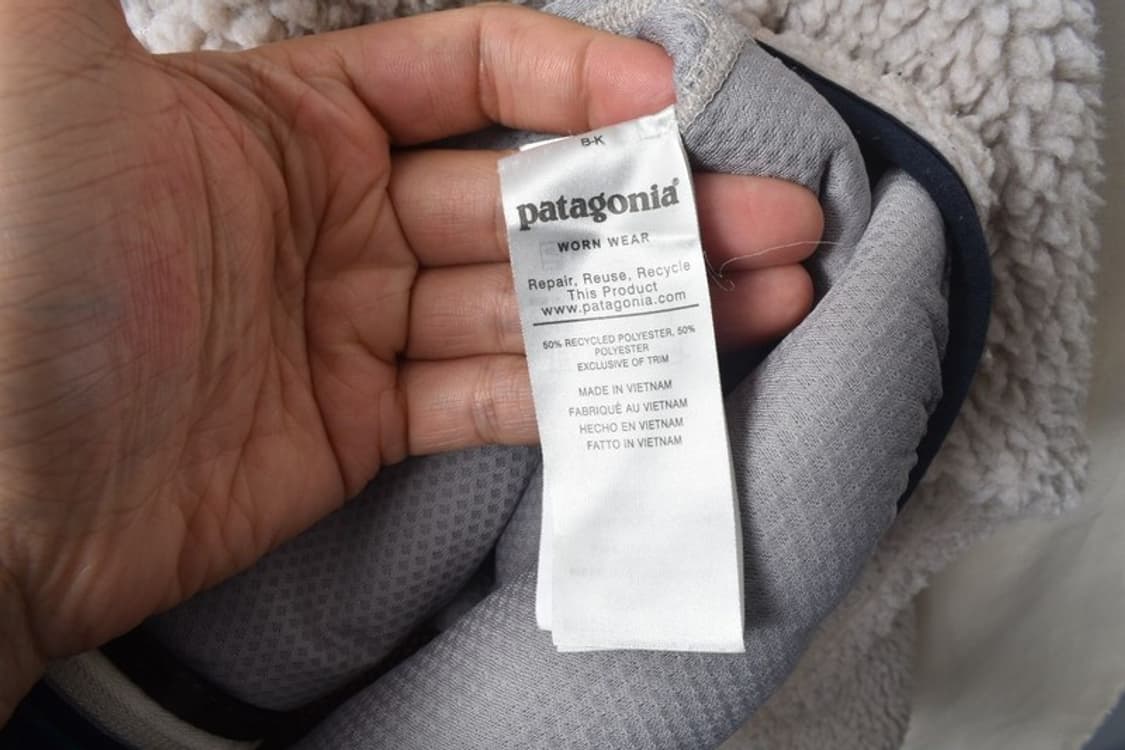 B-K
patagonia®
WORN WEAR
Repair, Reuse, Recycle
This Product
www.patagonia.com
50% RECYCLED POLYESTER, 50%
POLYESTER
EXCLUSIVE OF TRIM
MADE IN VIETNAM
FABRIQUÈ AU VIETNAM
HECHO EN VIETNAM
FATTO IN VIETNAM